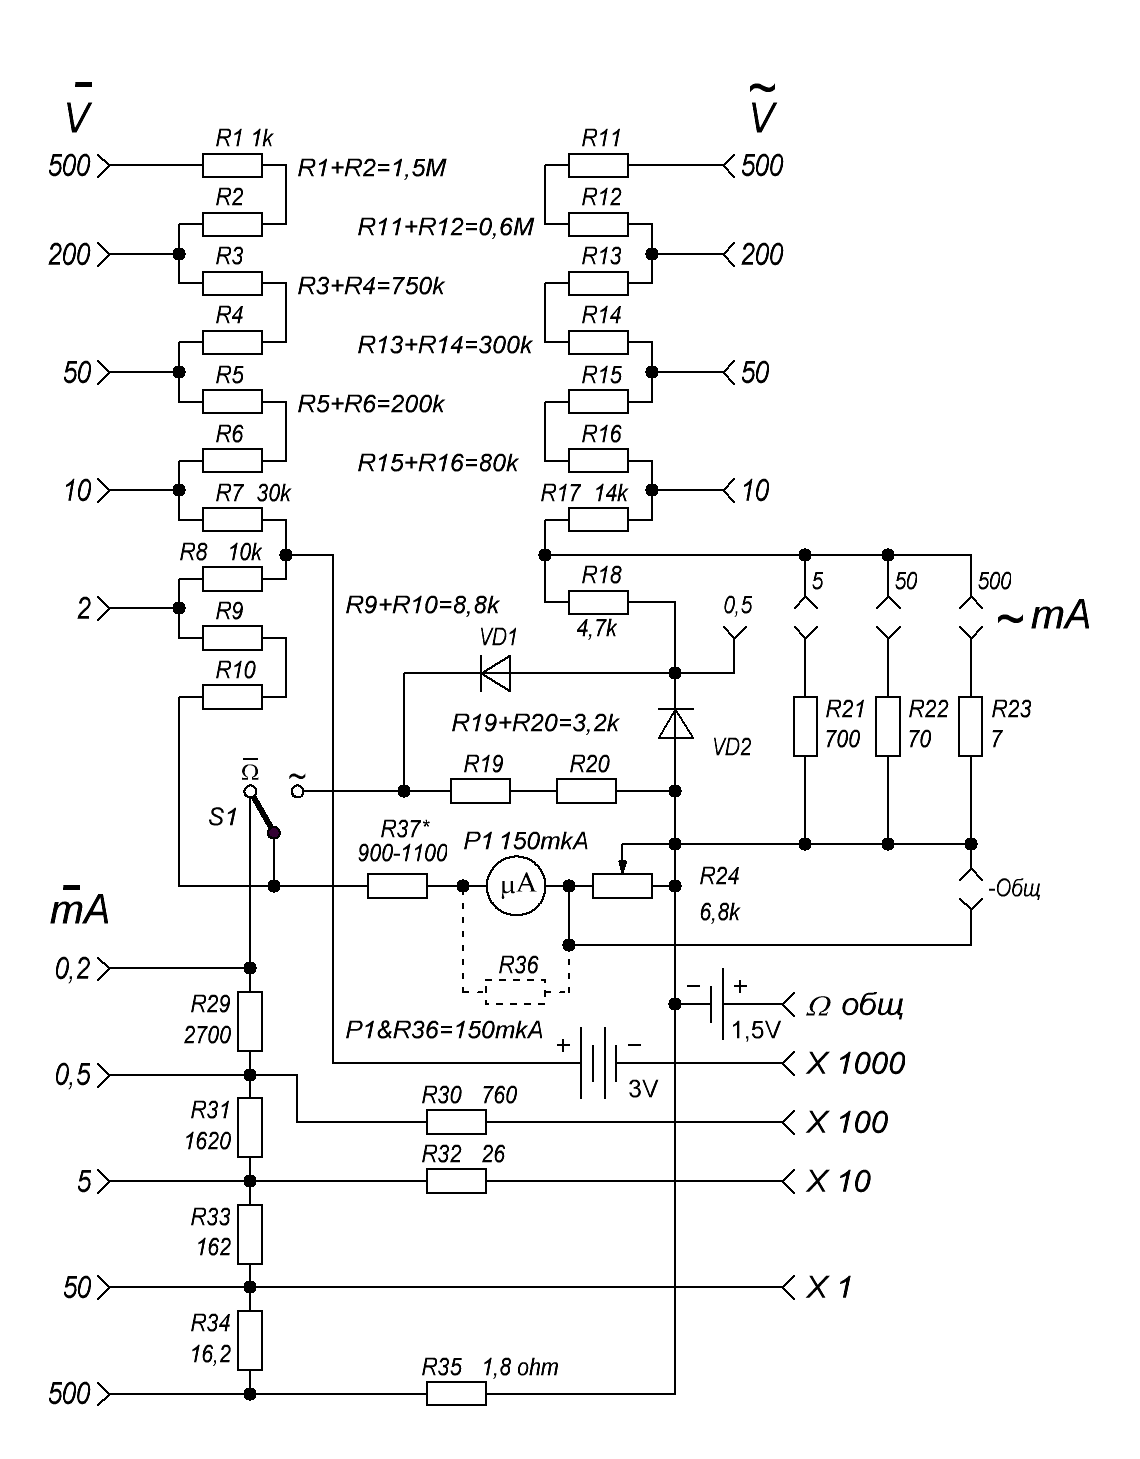 – ~
V V
R1 1k R11
500 R1+R2=1,5M 500
R2 R12
R11+R12=0,6M
200 R3 R13 200
R3+R4=750k
R4 R14
R13+R14=300k
50 R5 R15 50
R5+R6=200k
R6 R16
R15+R16=80k
10 R7 30k R17 14k 10
R8 10k
R18 5 50 500
2 R9 R9+R10=8,8k 4,7k 0,5 ~mA
VD1
R10
R19+R20=3,2k R21 700 R22 70 R23 7
VD2
R19 R20
S1 Ω ~
R37* P1 150mkA
900-1100
µA R24 -Общ
mA 6,8k
0,2 R36
R29 – + Ω общ
2700 P1&R36=150mkA 1,5V
+ –
0,5 3V X 1000
R30 760
R31 X 100
1620
R32 26
5 X 10
R33
162
50 X 1
R34
16,2
R35 1,8 ohm
500